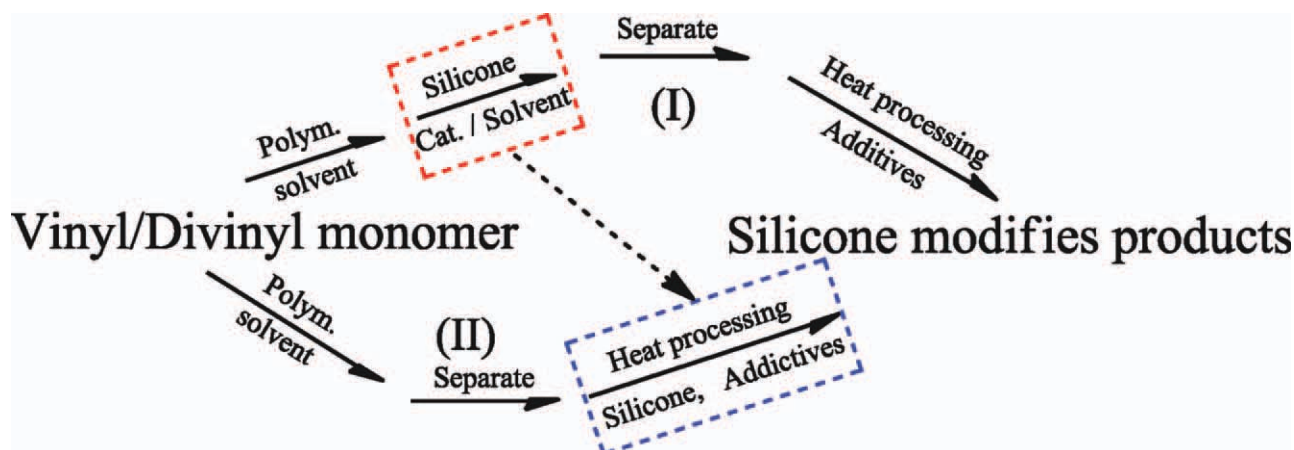 Polym.
solvent
Silicone
Cat. / Solvent
Separate
(I)
Heat processing
Additives
Vinyl/Divinyl monomer
Silicone modifies products
Polym.
solvent
(II)
Separate
Heat processing
Silicone, Addictives